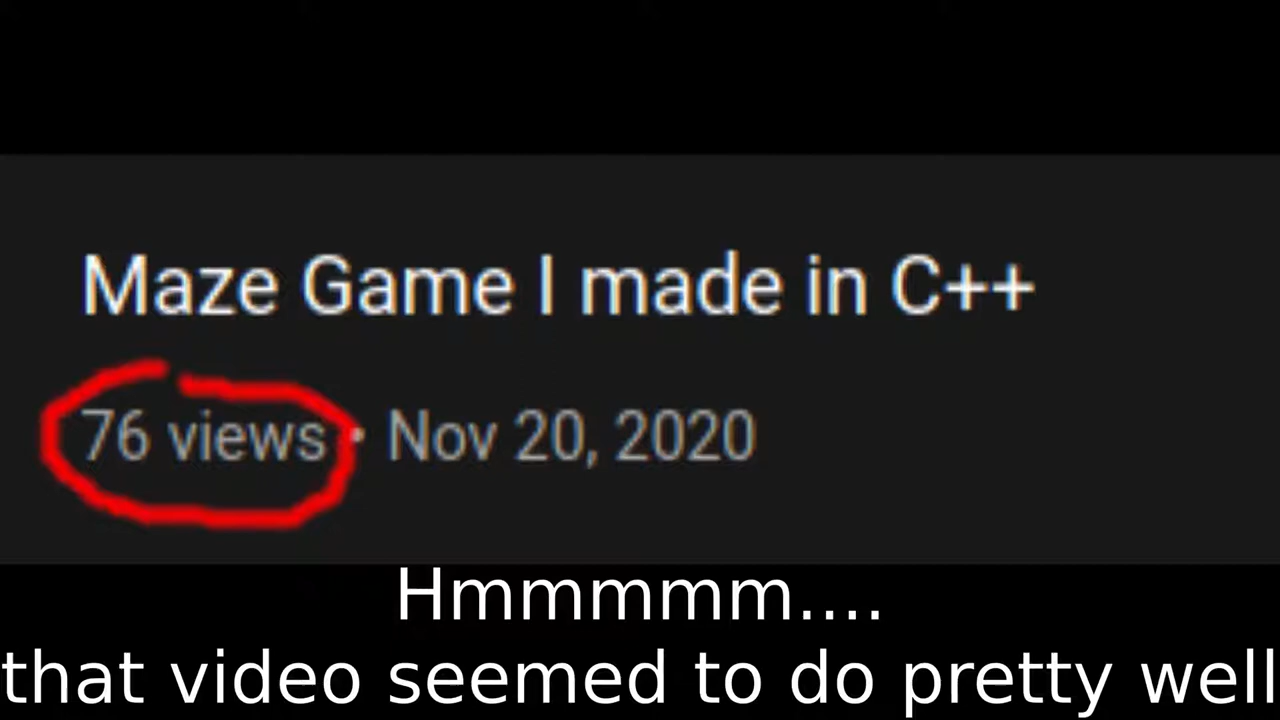 Maze Game I made in C++
76 views • Nov 20, 2020
Hmmmmm....
that video seemed to do pretty well